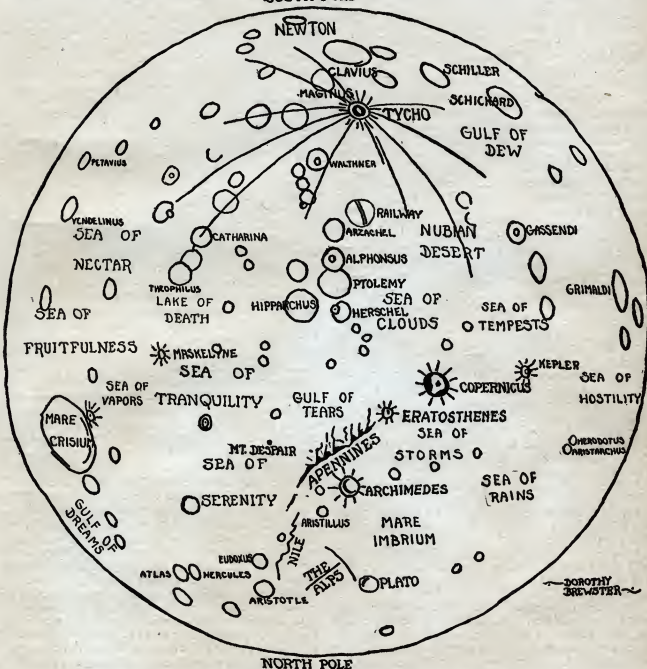 NEWTON
CLAVIUS
SCHILLER
MAGINUS
SCHICKARD
TYCHO
GULF OF
DEW
PETAVIUS
WALTHNER
VENDELINUS
RAILWAY
SEA OF
NECTAR
CATHARINA
ARZACHEL
NUBIAN
DESERT
GASSENDI
ALPHONSUS
THEOPHILUS
PTOLEMY
GRIMALDI
LAKE OF
DEATH
HIPPARCHUS
HERSCHEL
SEA OF
CLOUDS
SEA OF
TEMPESTS
SEA OF
FRUITFULNESS
MASKELYNE
SEA OF
TRANQUILITY
KEPLER
COPERNICUS
SEA OF
HOSTILITY
SEA OF
VAPORS
MARE
CRISIUM
GULF OF
TEARS
ERATOSTHENES
SEA OF
STORMS
HERODOTUS
ARISTARCHUS
MT. DESPAIR
APENNINES
SEA OF
SERENITY
ARCHIMEDES
SEA OF
RAINS
GULF OF
DREAMS
ARISTILLUS
MARE
IMBRIUM
NILE
EUDOXUS
ATLAS
HERCULES
THE
ALPS
PLATO
ARISTOTLE
DOROTHY
BREWSTER
NORTH POLE